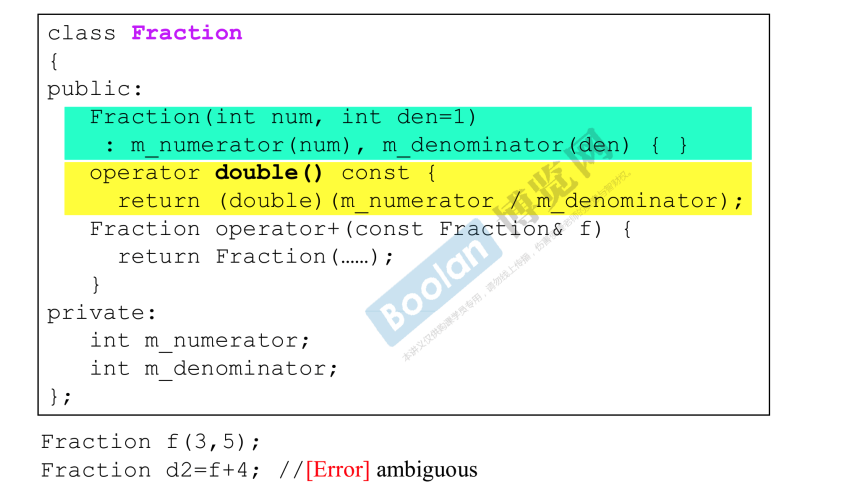 class Fraction
{
public:
Fraction(int num, int den=1)
: m_numerator(num), m_denominator(den) { }
operator double() const {
return (double)(m_numerator / m_denominator);
Fraction operator+(const Fraction& f) {
return Fraction(……);
}
private:
int m_numerator;
int m_denominator;
};
Fraction f(3,5);
Fraction d2=f+4; //[Error] ambiguous
Boolan 博览网